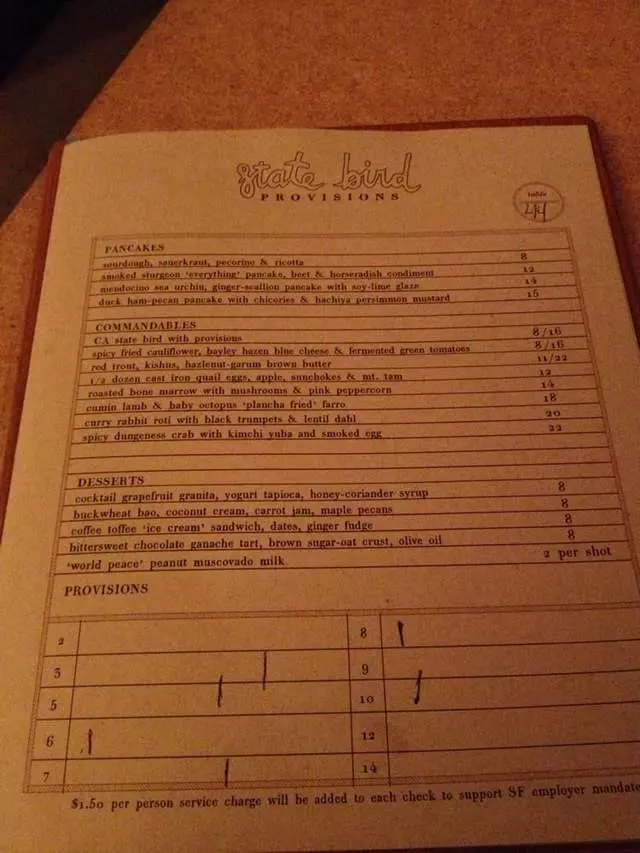 state bird
PROVISIONS
table
44
PANCAKES
sourdough, sauerkraut, pecorino & ricotta 8
smoked sturgeon 'everything' pancake, beet & horseradish condiment 12
mendocino sea urchin, ginger-scallion pancake with soy-lime glaze 14
duck ham-pecan pancake with chicories & hachiya persimmon mustard 15
COMMANDABLES
CA state bird with provisions 8/16
spicy fried cauliflower, bayley hazen blue cheese & fermented green tomatoes 8/16
red trout, kishus, hazlenut-garum brown butter 11/22
1/2 dozen cast iron quail eggs, apple, sunchokes & mt. tam 12
roasted bone marrow with mushrooms & pink peppercorn 14
cumin lamb & baby octopus 'plancha fried' farro 18
curry rabbit roti with black trumpets & lentil dahl 20
spicy dungeness crab with kimchi yuba and smoked egg 22
DESSERTS
cocktail grapefruit granita, yogurt tapioca, honey-coriander syrup 8
buckwheat bao, coconut cream, carrot jam, maple pecans 8
coffee toffee 'ice cream' sandwich, dates, ginger fudge 8
bittersweet chocolate ganache tart, brown sugar-oat crust, olive oil 8
'world peace' peanut muscovado milk 2 per shot
PROVISIONS
2 8
3 9
5 10
6 12
7 14
$1.50 per person service charge will be added to each check to support SF employer mandate